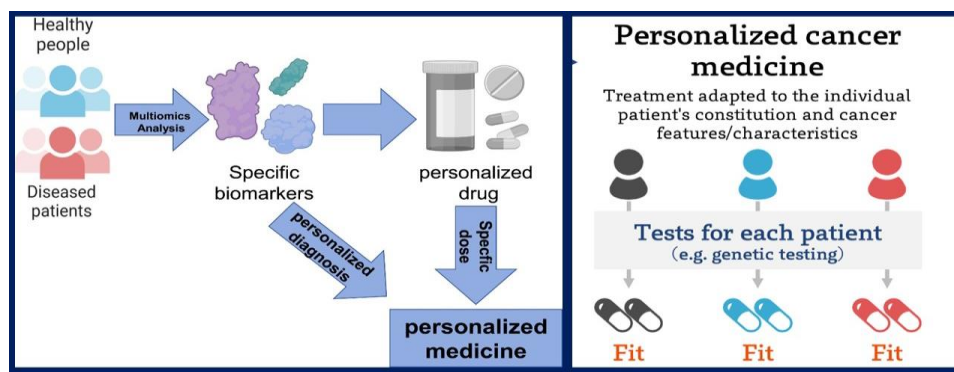 Healthy
people
Multiomics
Analysis
Diseased
patients
Specific
biomarkers
personalized
drug
personalized
diagnosis
Specfic
dose
personalized
medicine
Personalized cancer
medicine
Treatment adapted to the individual
patient's constitution and cancer
features/characteristics
Tests for each patient
(e.g. genetic testing)
Fit
Fit
Fit